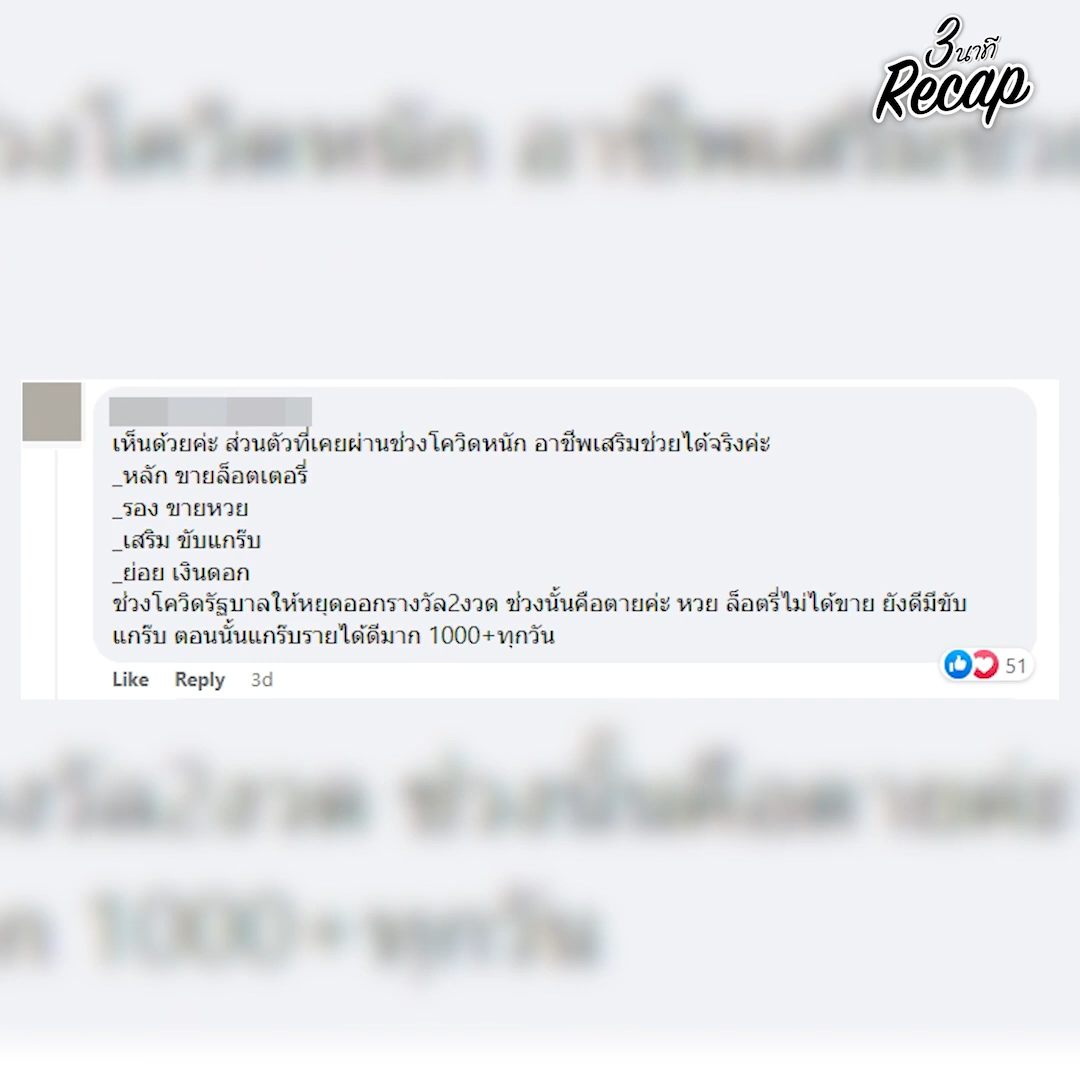 3 นาที
Recap
เห็นด้วยค่ะ ส่วนตัวที่เคยผ่านช่วงโควิดหนัก อาชีพเสริมช่วยได้จริงค่ะ
_หลัก ขายล็อตเตอรี่
_รอง ขายหวย
_เสริม ขับแกร๊บ
_ย่อย เงินดอก
ช่วงโควิดรัฐบาลให้หยุดออกรางวัล2งวด ช่วงนั้นคือตายค่ะ หวย ล็อตรี่ไม่ได้ขาย ยังดีมีขับ
แกร๊บ ตอนนั้นแกร๊บรายได้ดีมาก 1000+ทุกวัน
Like Reply 3d
51